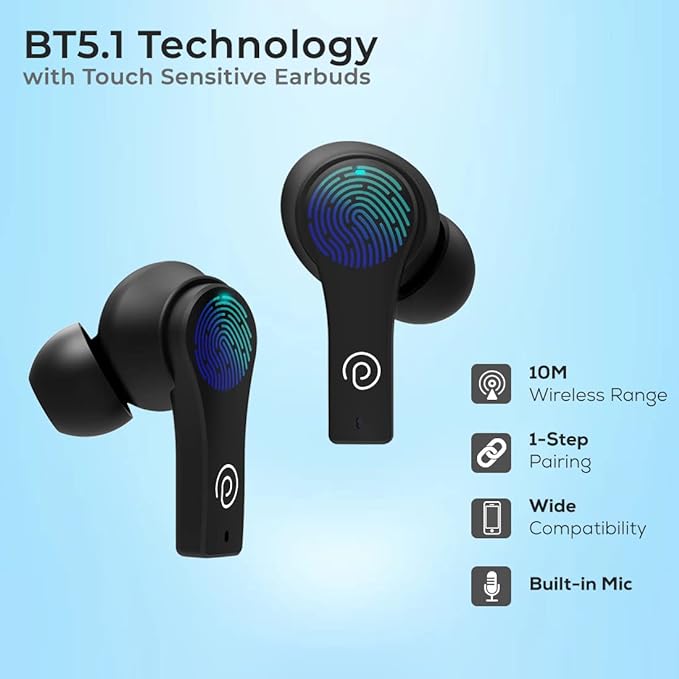 BT5.1 Technology
with Touch Sensitive Earbuds
10M
Wireless Range
1-Step
Pairing
Wide
Compatibility
Built-in Mic